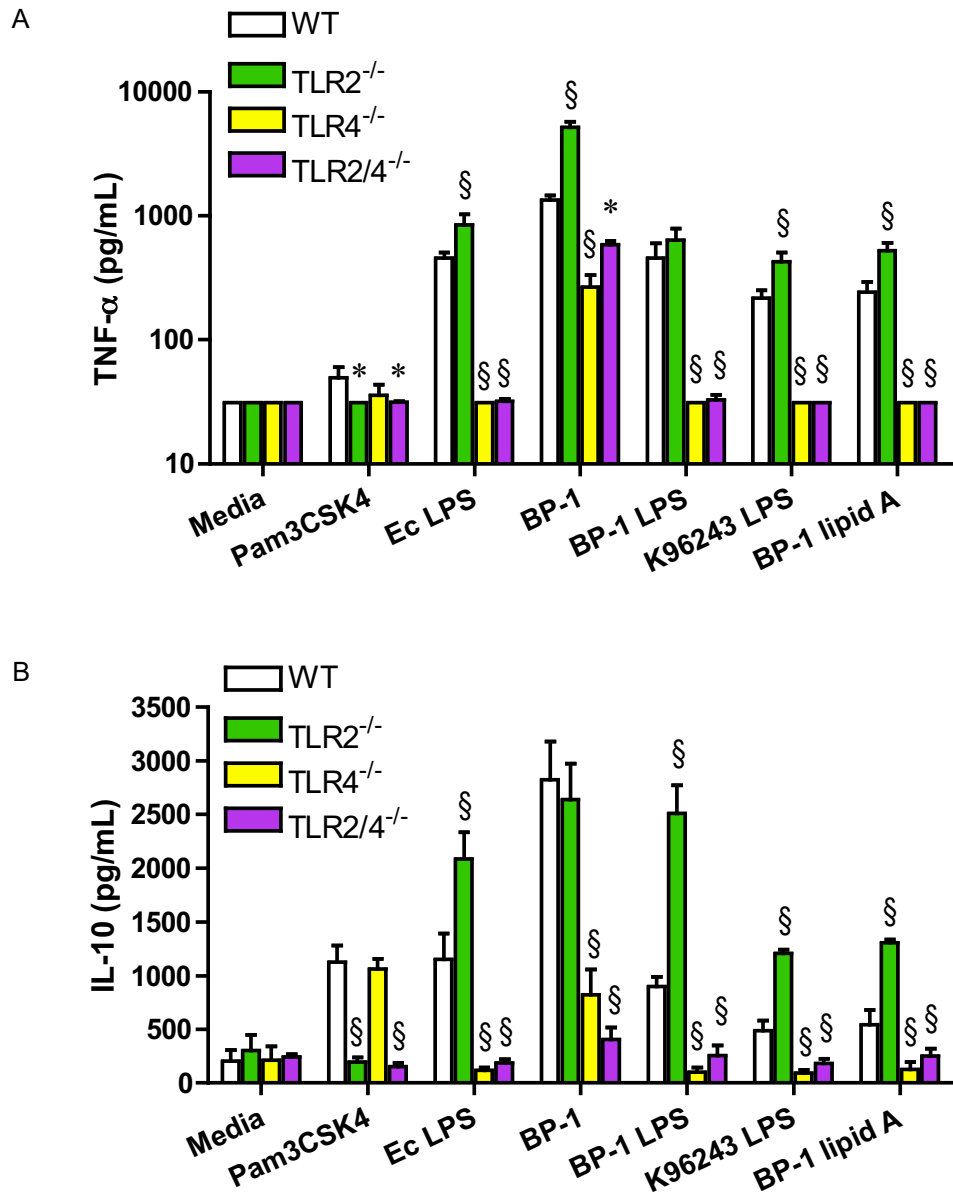 A
WT
TLR2-/-
TLR4-/-
TLR2/4-/-
10000
1000
100
10
TNF-α (pg/mL)
§
§
§
*
*
*
§ §
§ §
§
§ §
§
§ §
Media
Pam3CSK4
Ec LPS
BP-1
BP-1 LPS
K96243 LPS
BP-1 lipid A
B
WT
TLR2-/-
TLR4-/-
TLR2/4-/-
3500
3000
2500
2000
1500
1000
500
0
IL-10 (pg/mL)
§ §
§
§ §
§
§
§
§
§
§
§ §
§
§ §
Media
Pam3CSK4
Ec LPS
BP-1
BP-1 LPS
K96243 LPS
BP-1 lipid A